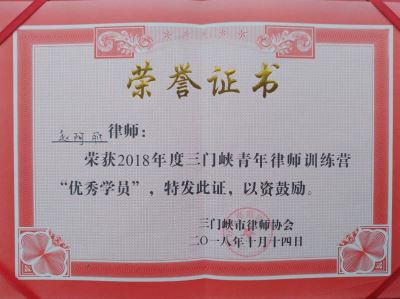 荣誉证书
律师：
荣获2018年度三门峡青年律师训练营
“优秀学员”，特发此证，以资鼓励。
三门峡市律师协会
二〇一八年十月十四日